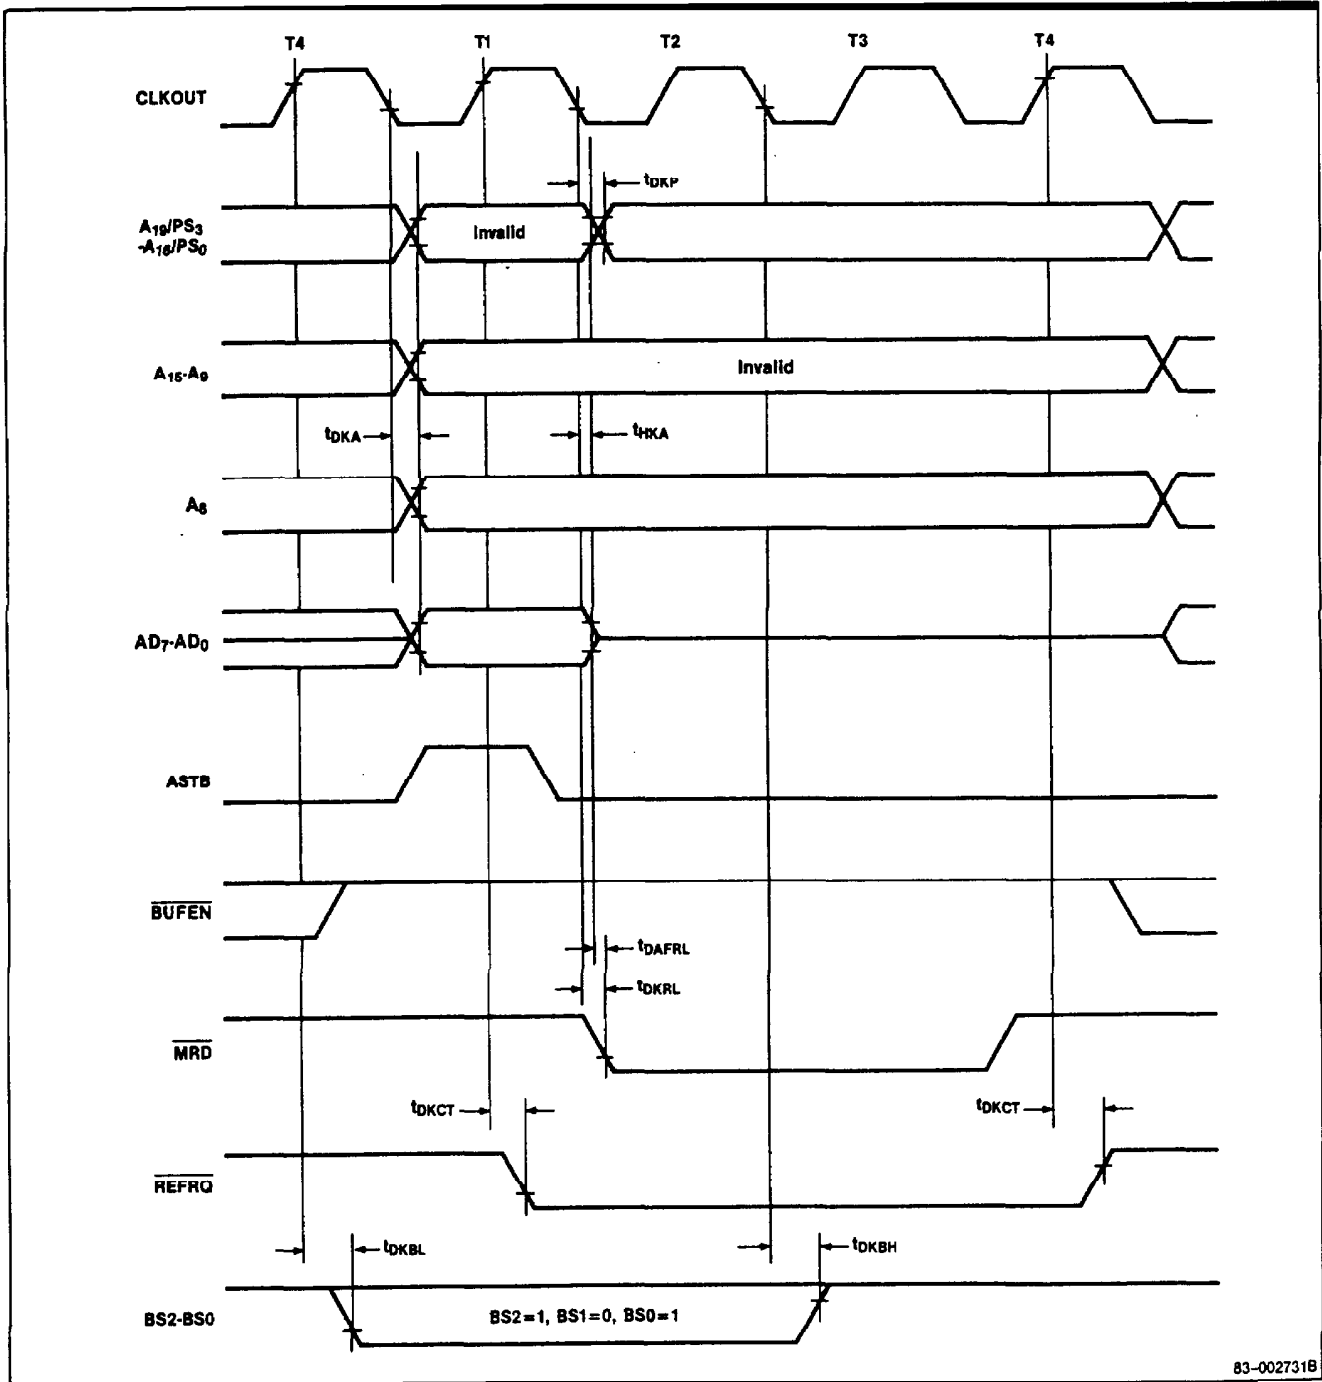 T4 T1 T2 T3 T4
CLKOUT
tDKP
A19/PS3
-A16/PS0
Invalid
A15-A9
Invalid
tDKA
tHKA
A8
AD7-AD0
ASTB
BUFEN
tDAFRL
tDKRL
MRD
tDKCT
tDKCT
REFRQ
tDKBL
tDKBH
BS2-BS0
BS2=1, BS1=0, BS0=1
83-002731B